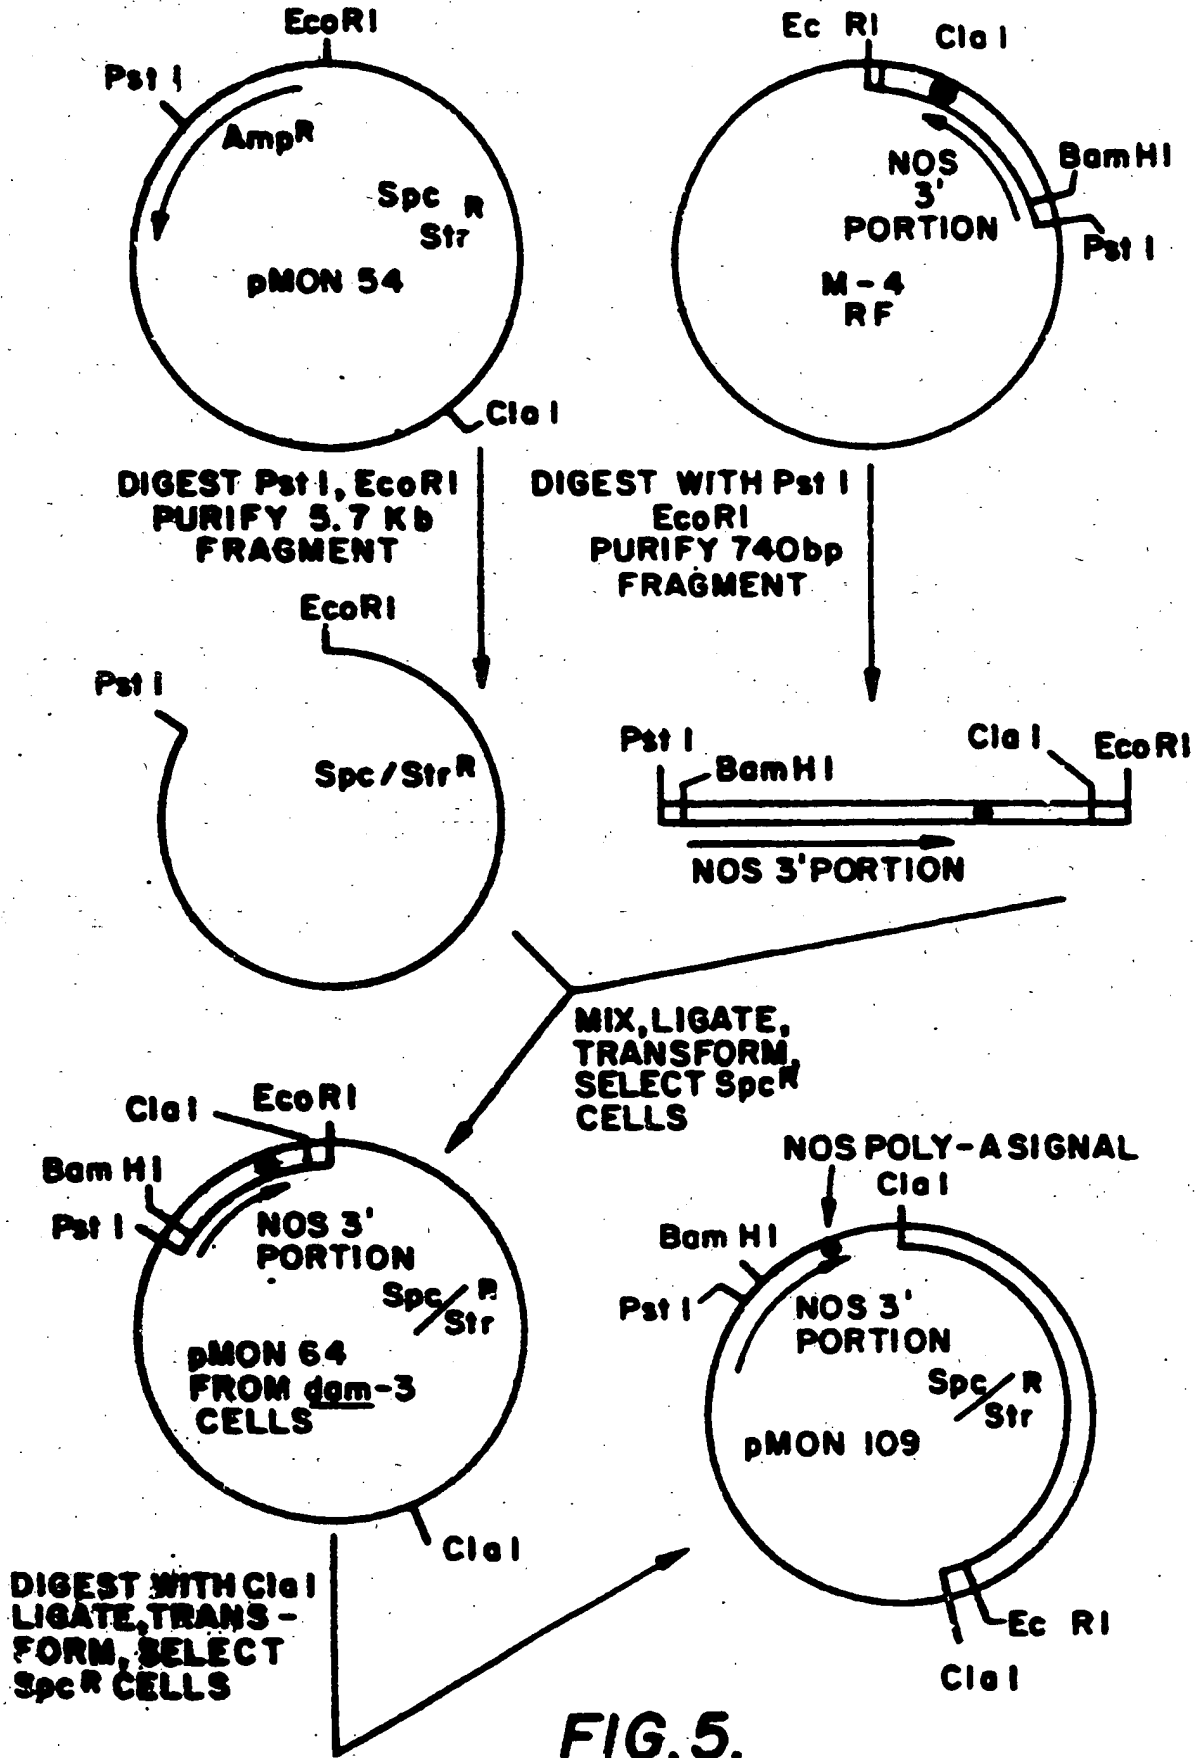 EcoRI
Pst I
Amp R
Spc R
Str
pMON 54
Cla I
Ec RI
Cla I
BamHI
NOS
3'
PORTION
Pst I
M-4
RF
DIGEST Pst I, EcoRI
PURIFY 5.7 Kb
FRAGMENT
DIGEST WITH Pst I
EcoRI
PURIFY 740bp
FRAGMENT
EcoRI
Pst I
Spc/Str R
Pst I
BamHI
Cla I
EcoRI
NOS 3' PORTION
MIX, LIGATE,
TRANSFORM,
SELECT Spc R
CELLS
Cla I
EcoRI
Bam HI
Pst I
NOS 3'
PORTION
Spc/Str R
pMON 64
FROM dam-3
CELLS
Cla I
NOS POLY-A SIGNAL
Cla I
Bam HI
Pst I
NOS 3'
PORTION
Spc/Str R
pMON 109
Ec RI
Cla I
DIGEST WITH Cla I
LIGATE, TRANS-
FORM, SELECT
Spc R CELLS
FIG. 5.